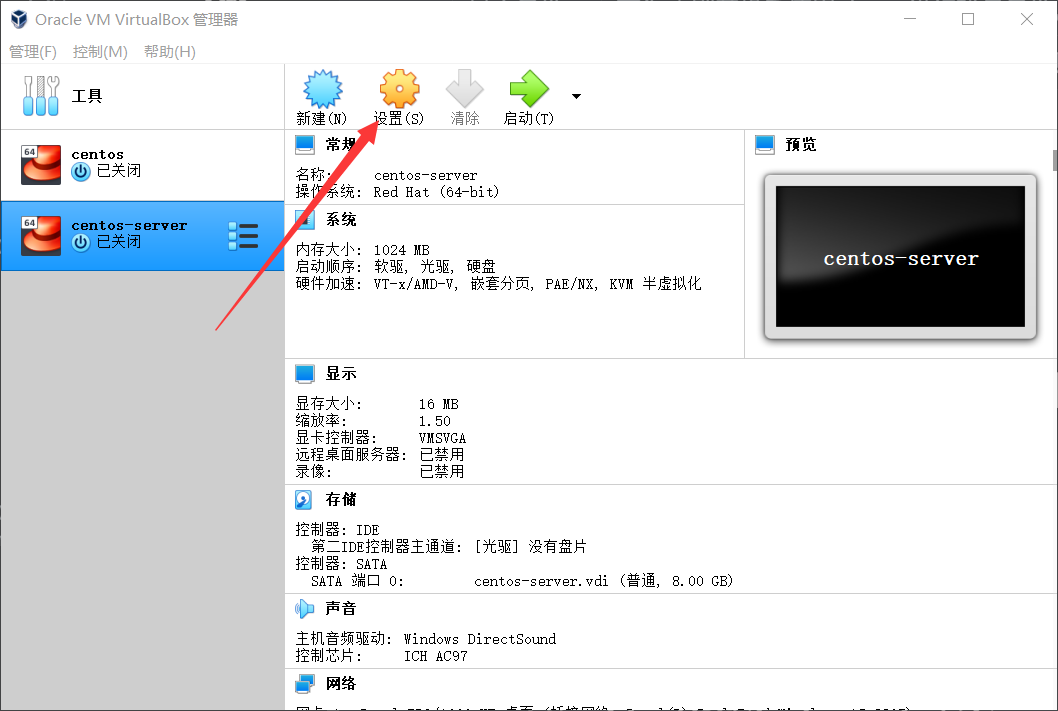 Oracle VM VirtualBox 管理器
管理(F) 控制(M) 帮助(H)
工具
新建(N) 设置(S) 清除 启动(T)
64 centos
已关闭
64 centos-server
已关闭
常规
名称: centos-server
操作系统: Red Hat (64-bit)
系统
内存大小: 1024 MB
启动顺序: 软驱, 光驱, 硬盘
硬件加速: VT-x/AMD-V, 嵌套分页, PAE/NX, KVM 半虚拟化
预览
centos-server
显示
显存大小: 16 MB
缩放率: 1.50
显卡控制器: VMSVGA
远程桌面服务器: 已禁用
录像: 已禁用
存储
控制器: IDE
第二IDE控制器主通道: [光驱] 没有盘片
控制器: SATA
SATA 端口 0: centos-server.vdi (普通, 8.00 GB)
声音
主机音频驱动: Windows DirectSound
控制芯片: ICH AC97
网络